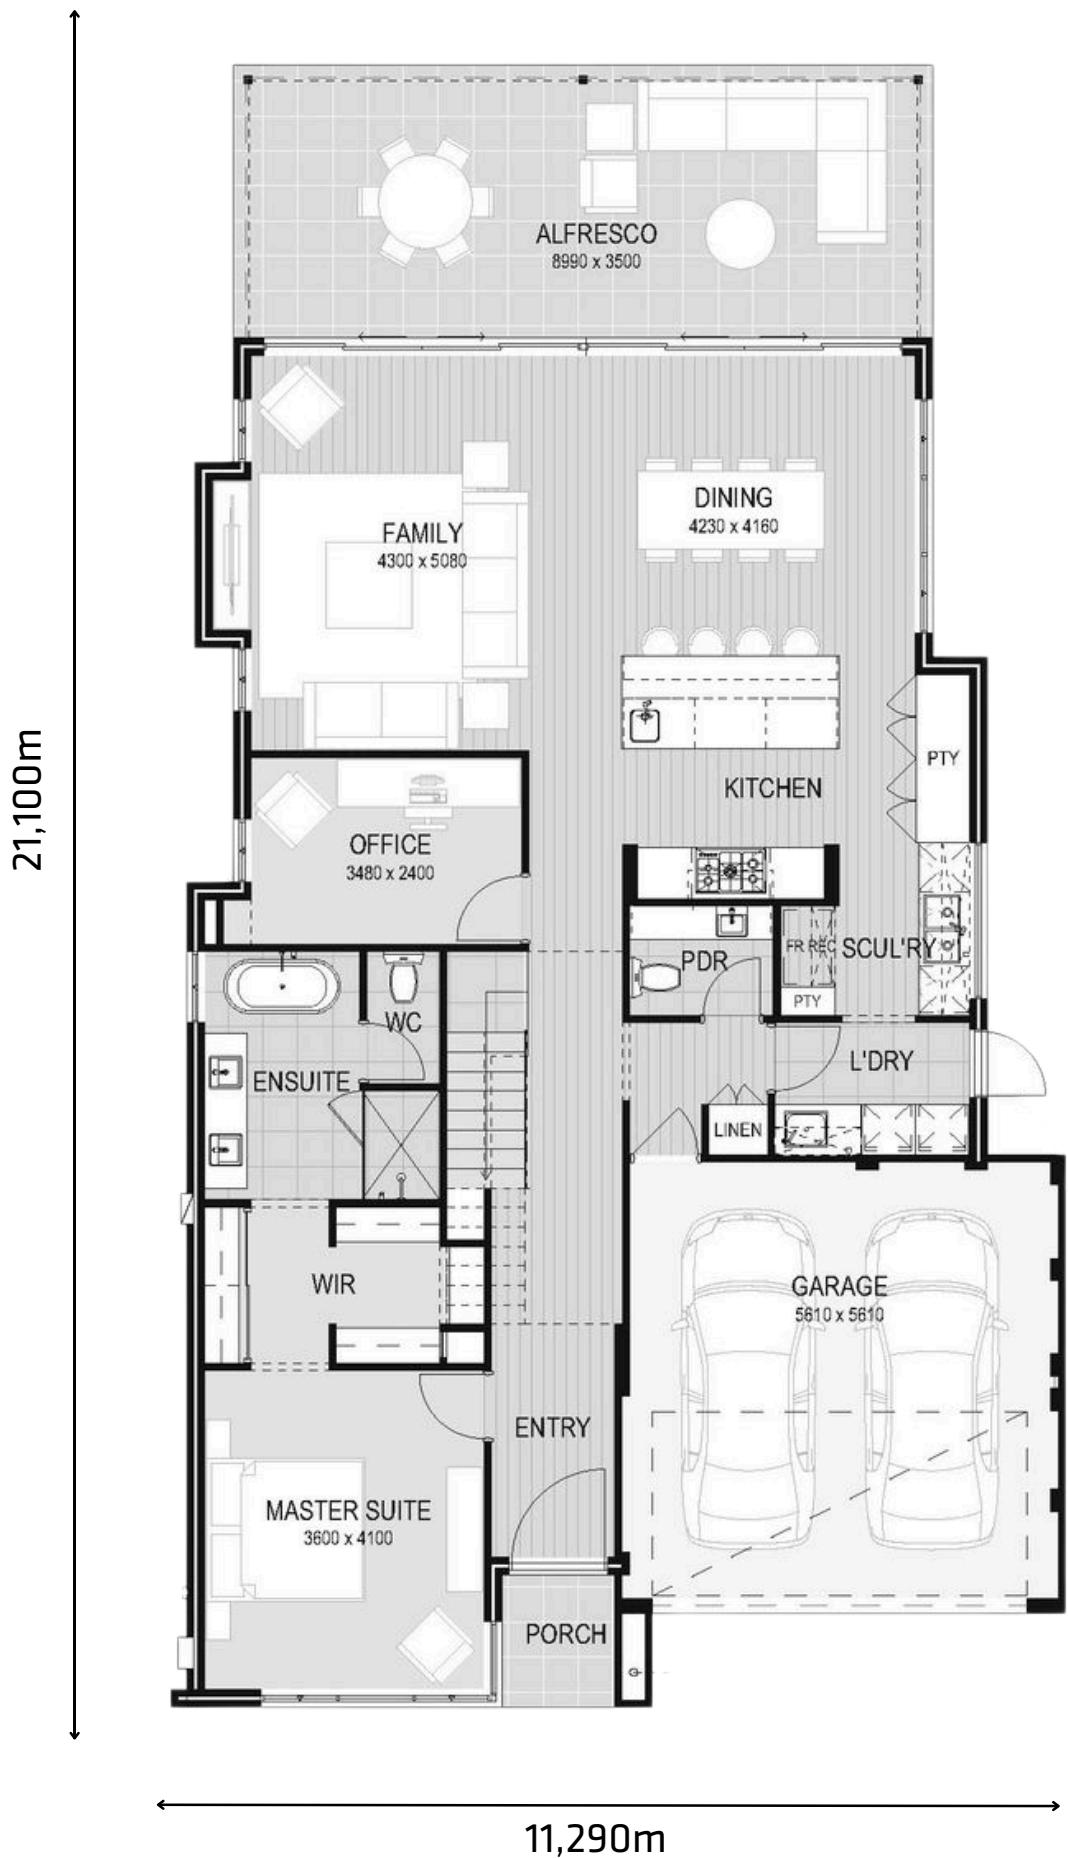 ALFRESCO
8990 x 3500
FAMILY
4300 x 5080
DINING
4230 x 4160
21,100m
KITCHEN
PTY
OFFICE
3480 x 2400
FR REC
SCUL'RY
PDR
PTY
WC
ENSUITE
L'DRY
LINEN
WIR
GARAGE
5610 x 5610
ENTRY
MASTER SUITE
3600 x 4100
PORCH
11,290m